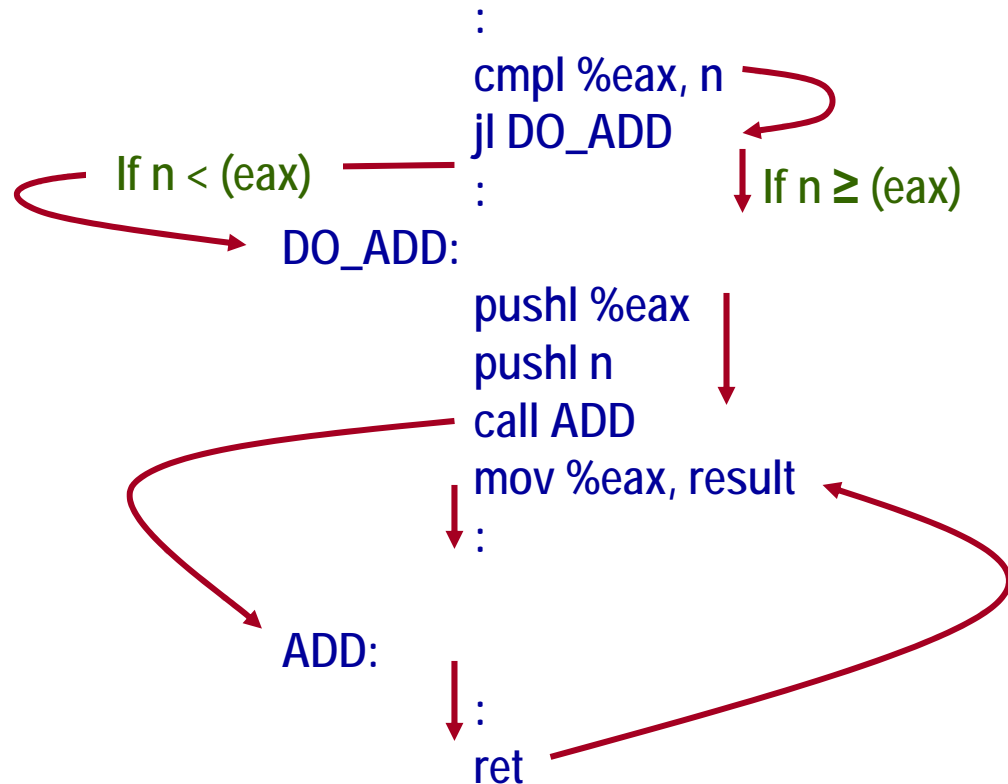 :
cmpl %eax, n
jl DO_ADD
If n < (eax)
:
If n ≥ (eax)
DO_ADD:
pushl %eax
pushl n
call ADD
mov %eax, result
:
ADD:
:
ret